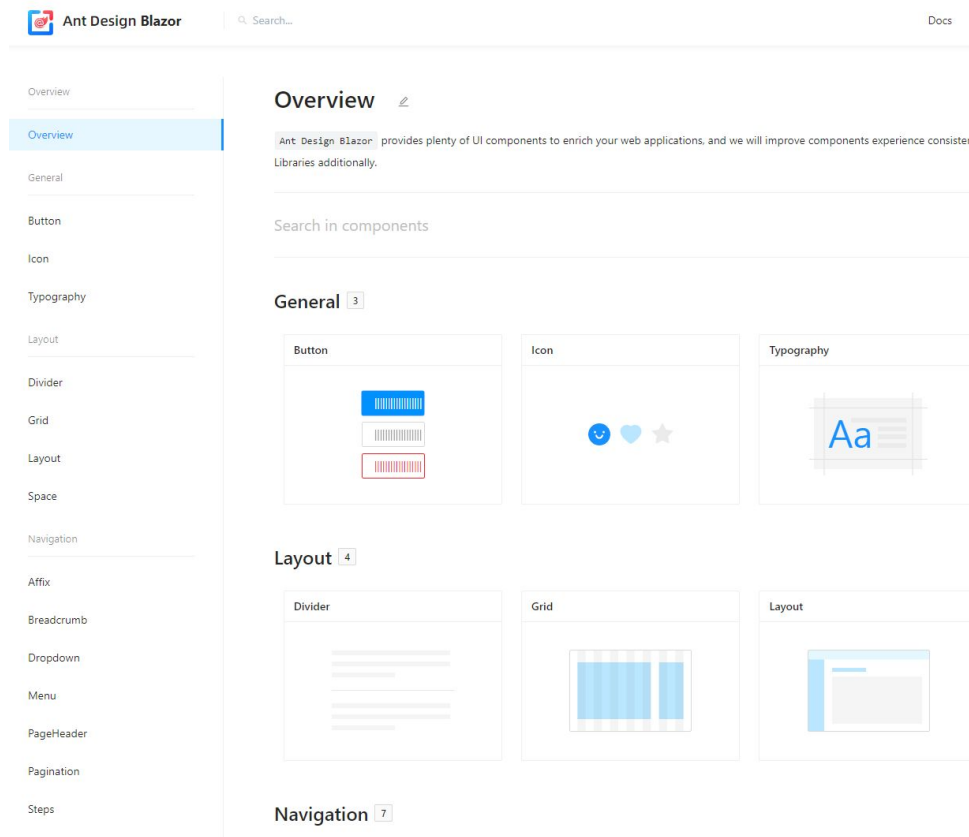 Ant Design Blazor
Search...
Docs
Overview
Overview
General
Button
Icon
Typography
Layout
Divider
Grid
Layout
Space
Navigation
Affix
Breadcrumb
Dropdown
Menu
PageHeader
Pagination
Steps
Overview
Ant Design Blazor provides plenty of UI components to enrich your web applications, and we will improve components experience consister
Libraries additionally.
Search in components
General 3
Button
Icon
Typography
Aa
Layout 4
Divider
Grid
Layout
Navigation 7